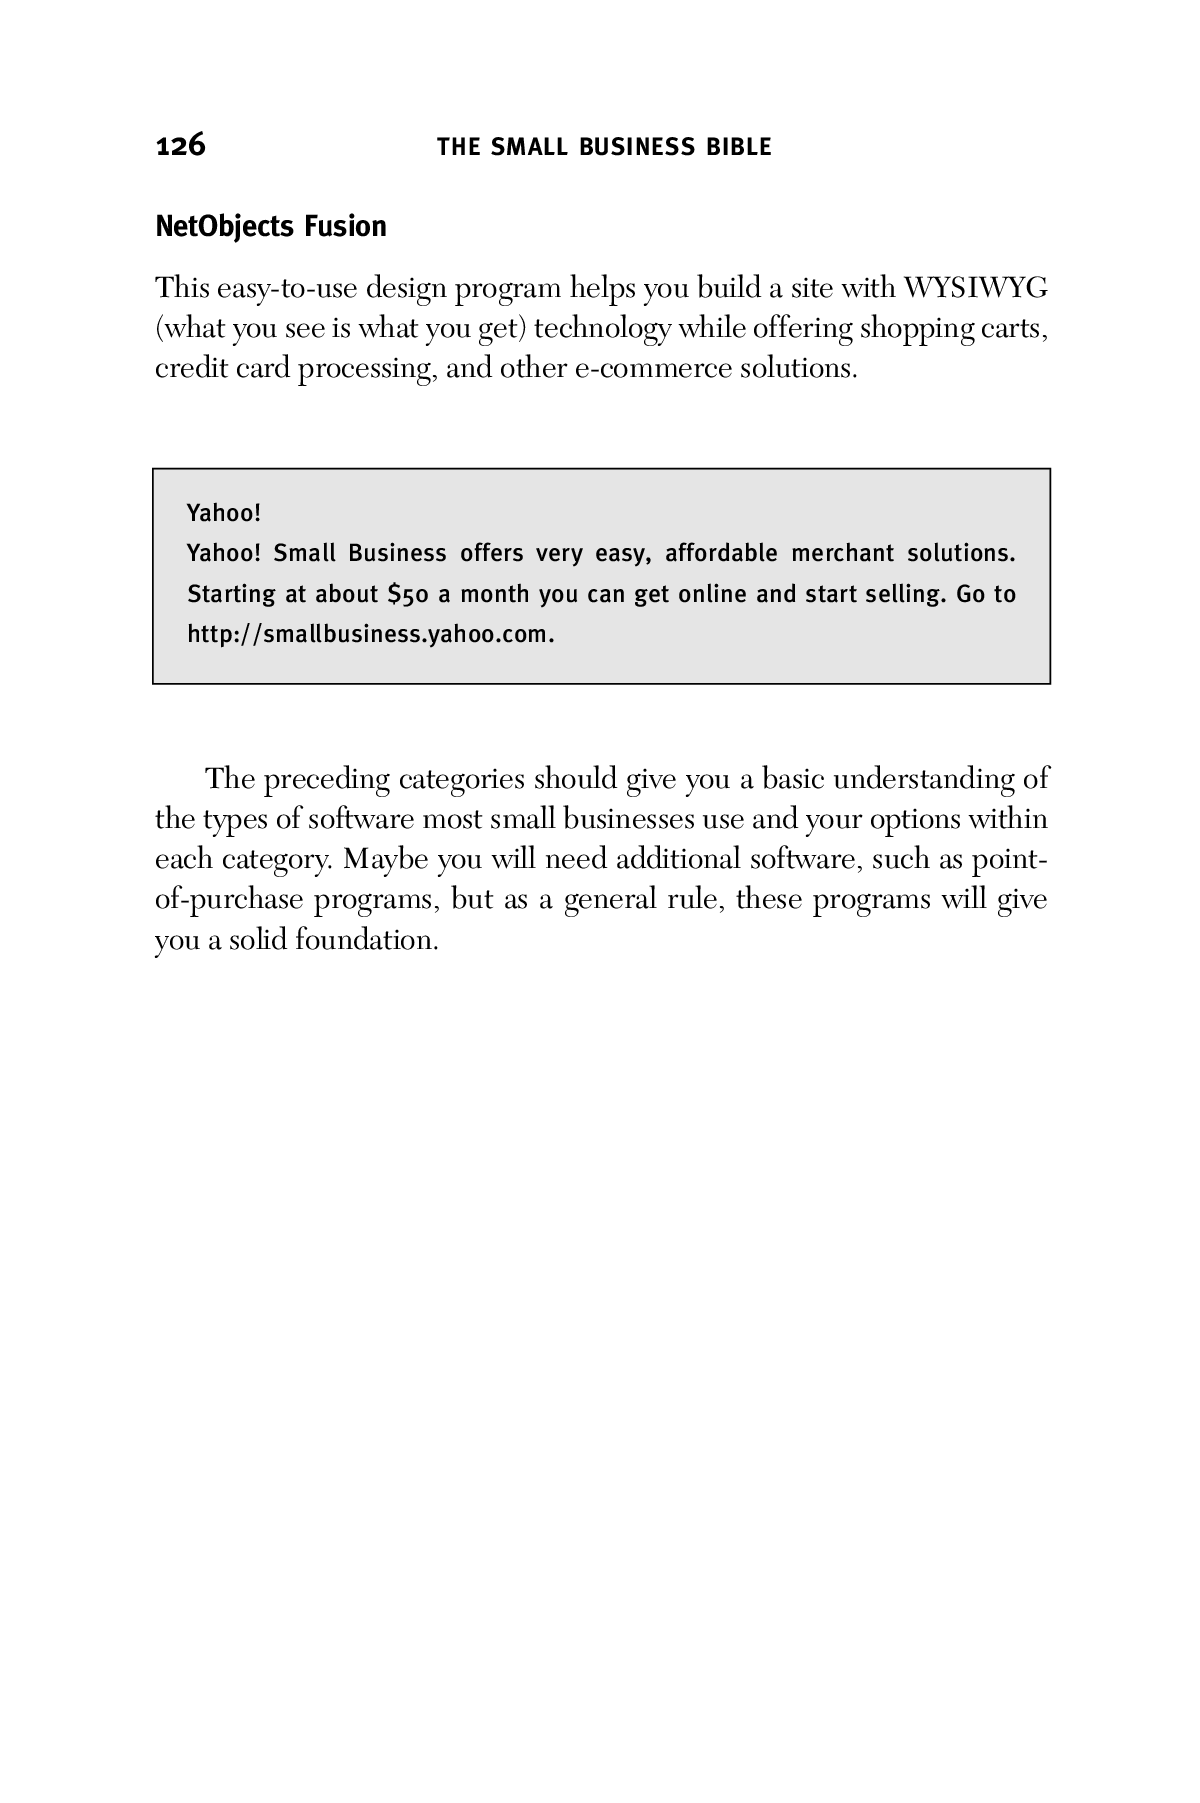 126 THE SMALL BUSINESS BIBLE
NetObjects Fusion
This easy-to-use design program helps you build a site with WYSIWYG
(what you see is what you get) technology while offering shopping carts,
credit card processing, and other e-commerce solutions.
Yahoo!
Yahoo! Small Business offers very easy, affordable merchant solutions.
Starting at about $50 a month you can get online and start selling. Go to
http://smallbusiness.yahoo.com.
The preceding categories should give you a basic understanding of
the types of software most small businesses use and your options within
each category. Maybe you will need additional software, such as point-
of-purchase programs, but as a general rule, these programs will give
you a solid foundation.